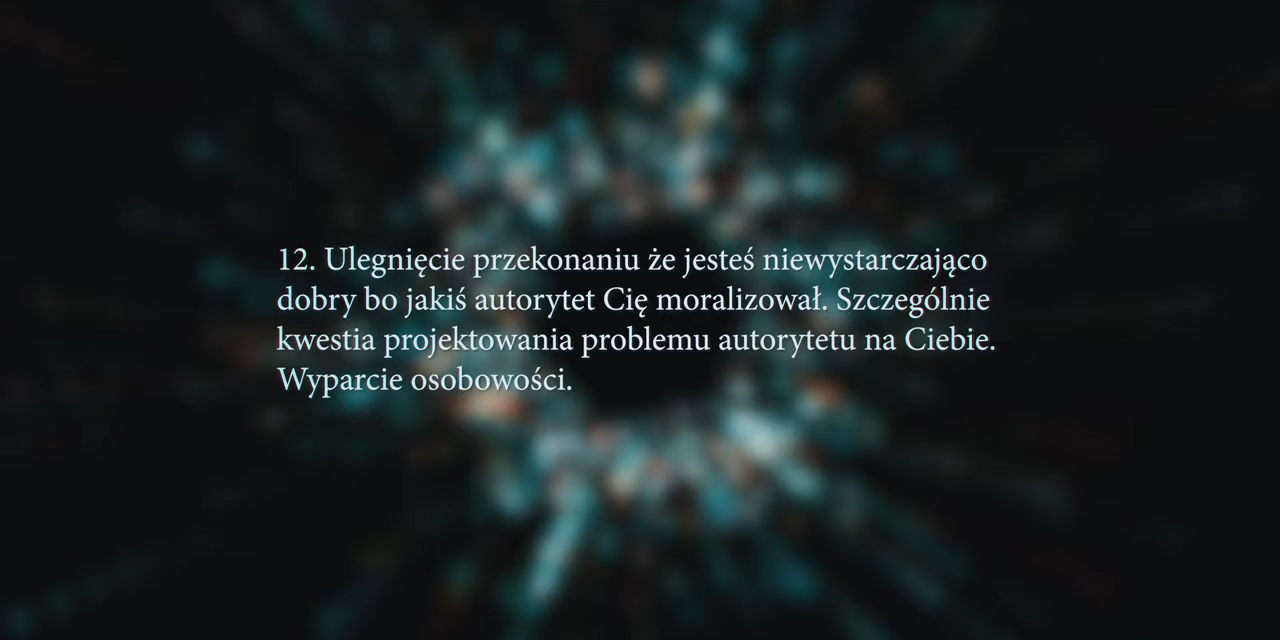 12. Ulegnięcie przekonaniu że jesteś niewystarczająco
dobry bo jakiś autorytet Cię moralizował. Szczególnie
kwestia projektowania problemu autorytetu na Ciebie.
Wyparcie osobowości.